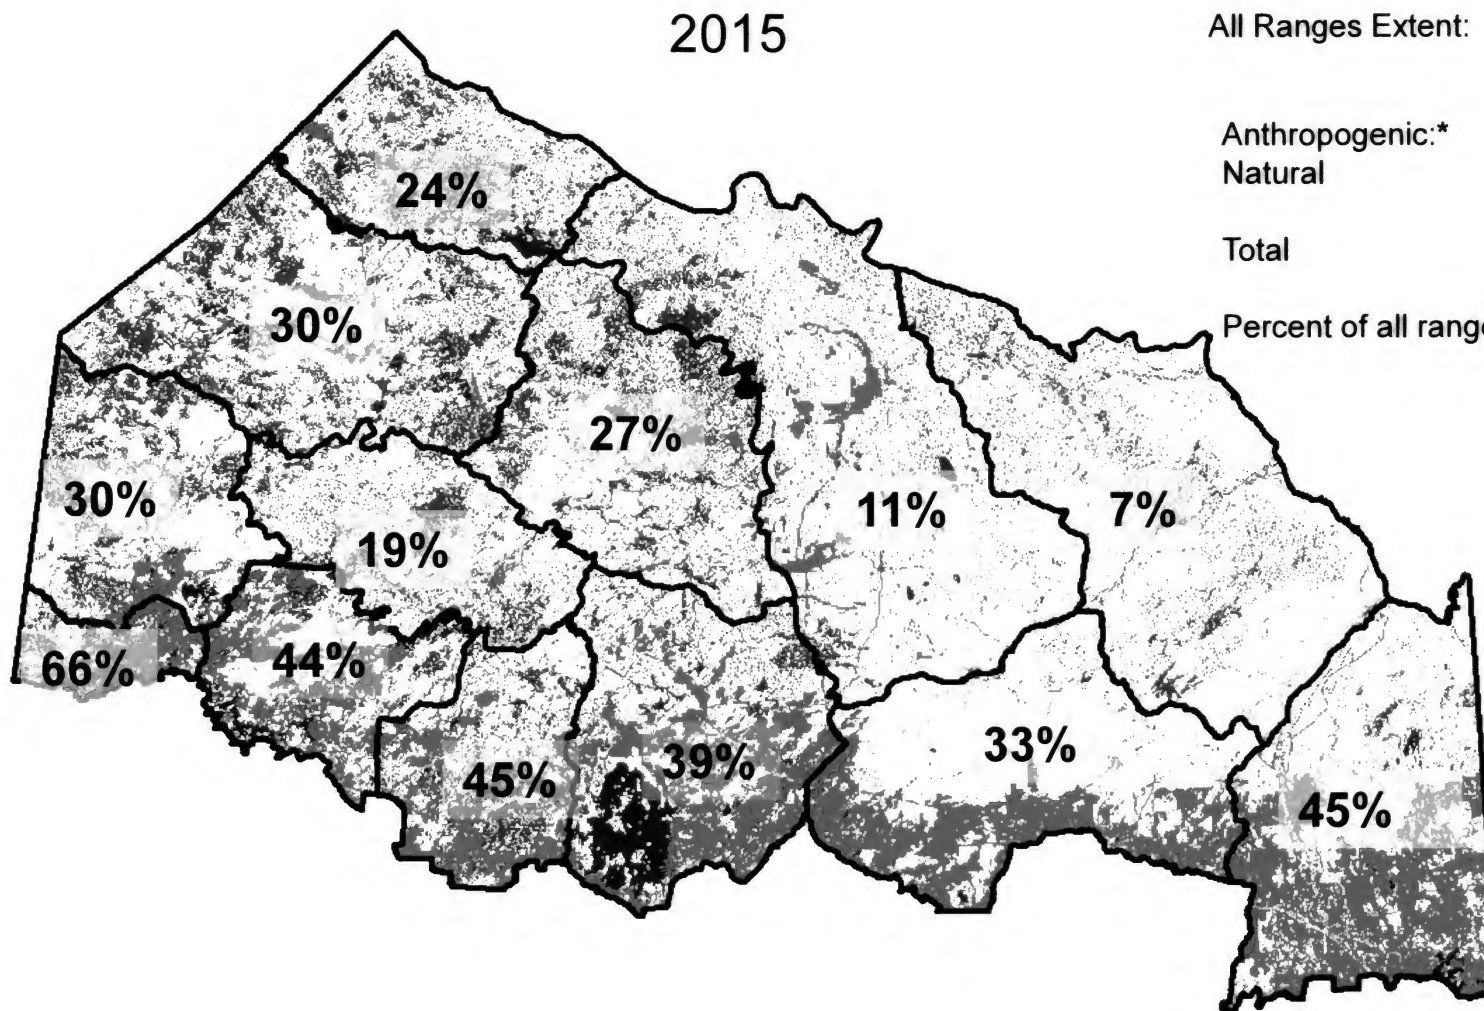 2015
All Ranges Extent:
Anthropogenic:*
Natural
Total
Percent of all range
24%
30%
27%
30%
19%
11%
7%
66%
44%
45%
39%
33%
45%